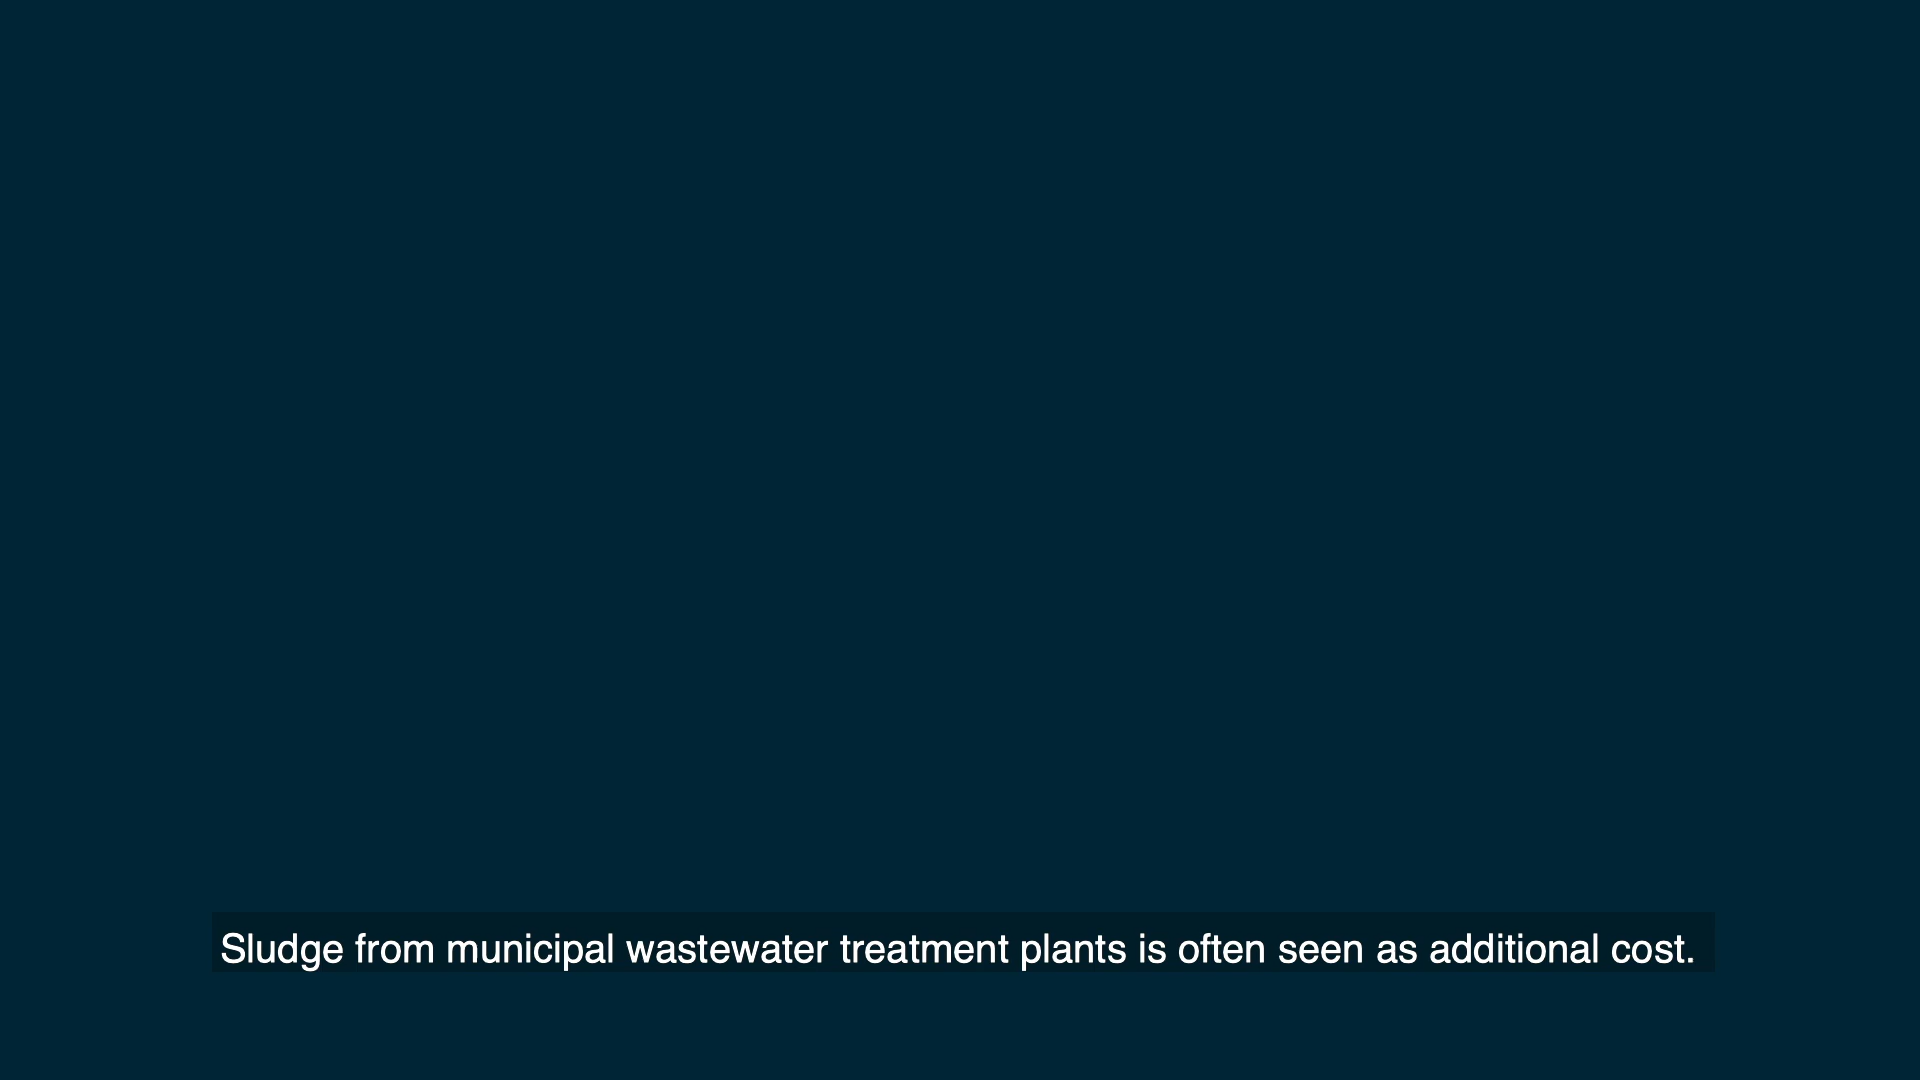 Sludge from municipal wastewater treatment plants is often seen as additional cost.